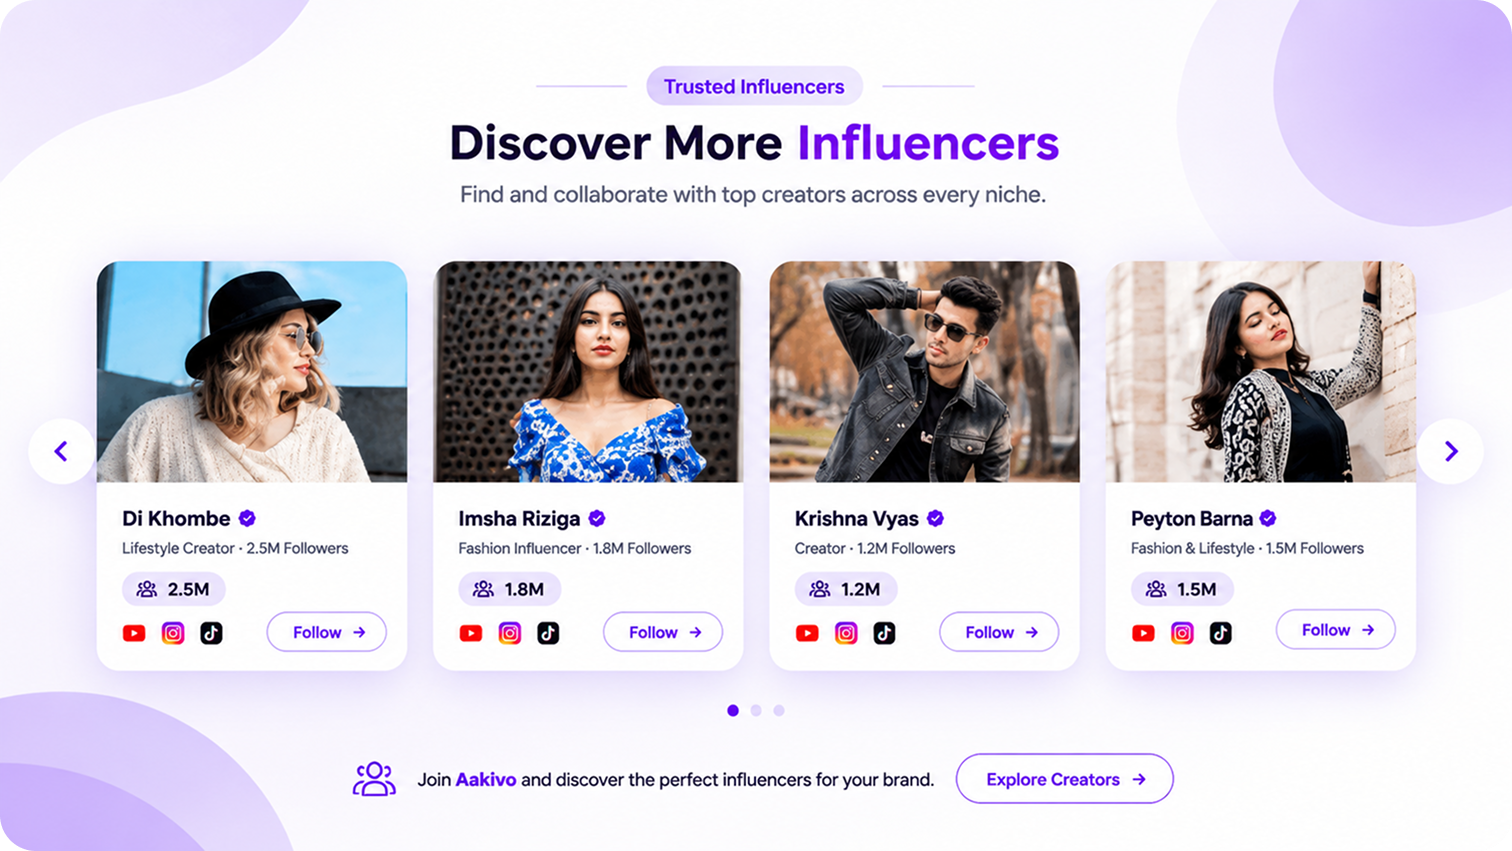 Trusted Influencers
Discover More Influencers
Find and collaborate with top creators across every niche.
Di Khombe
Lifestyle Creator · 2.5M Followers
2.5M
Follow →
Imsha Riziga
Fashion Influencer · 1.8M Followers
1.8M
Follow →
Krishna Vyas
Creator · 1.2M Followers
1.2M
Follow →
Peyton Barna
Fashion & Lifestyle · 1.5M Followers
1.5M
Follow →
Join Aakivo and discover the perfect influencers for your brand.
Explore Creators →